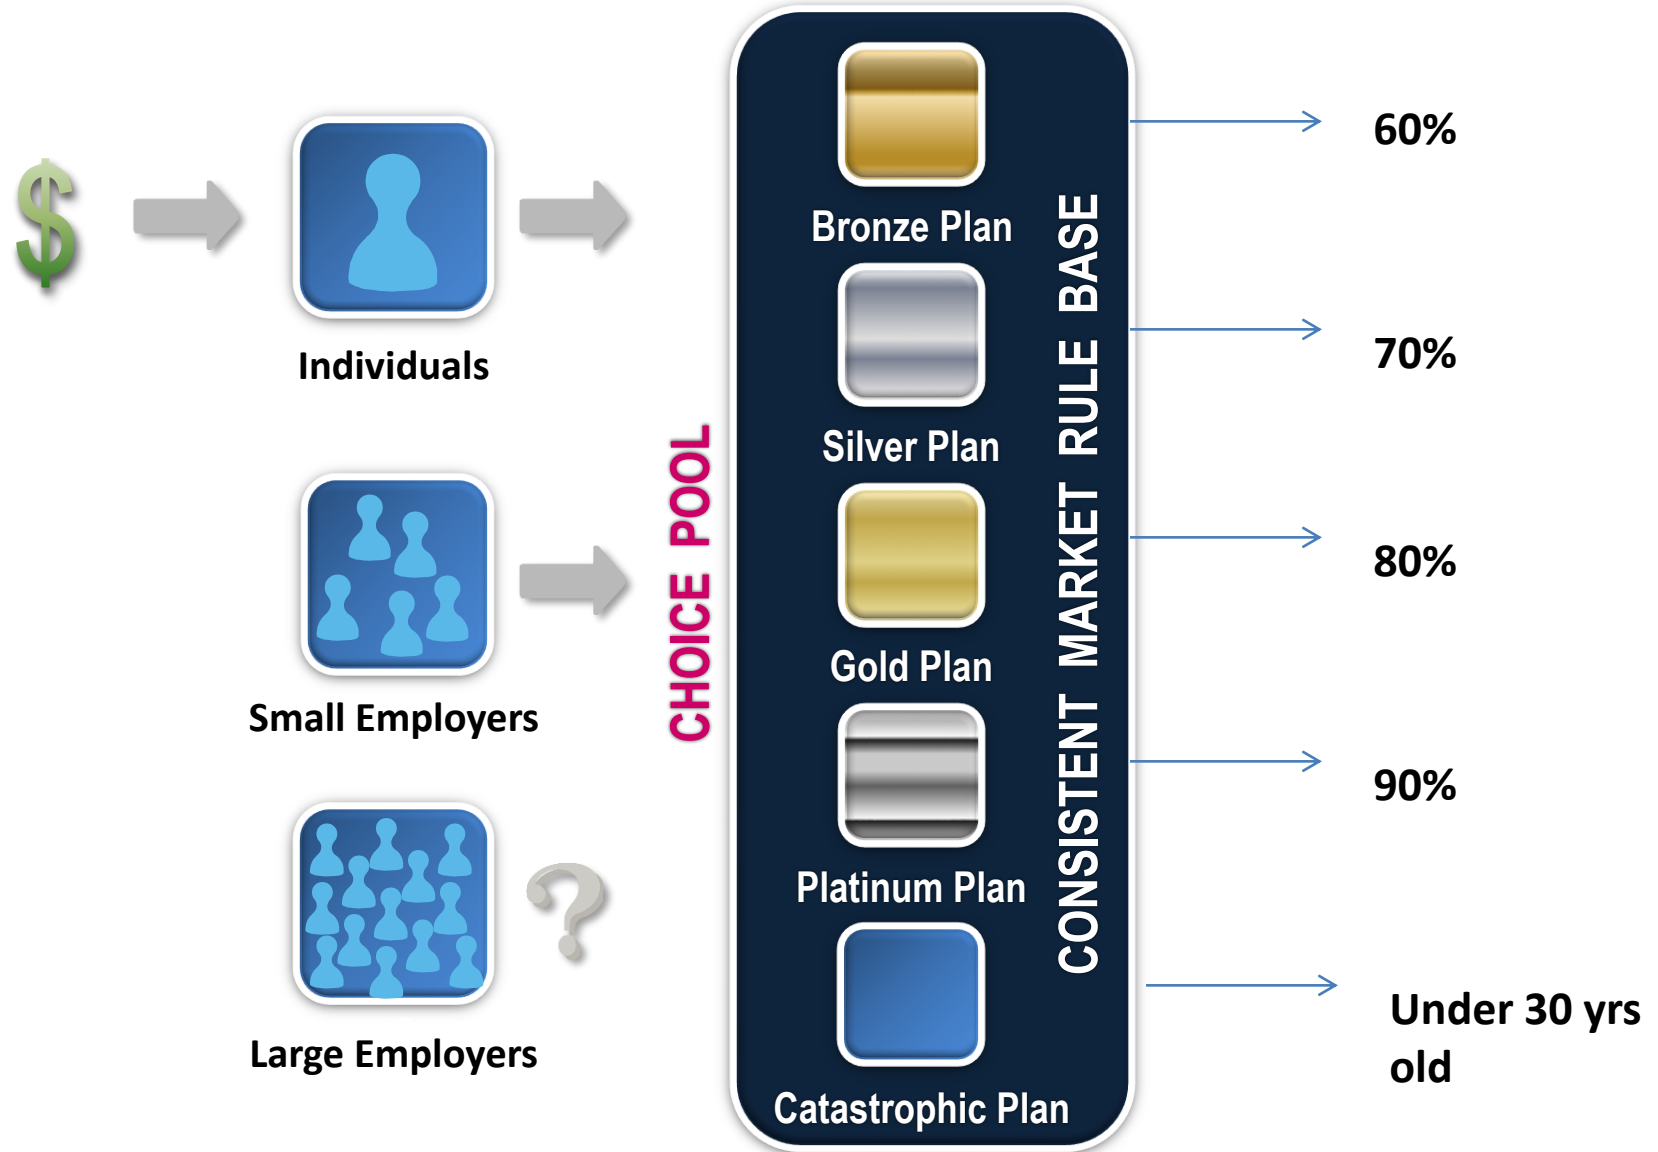 $
Individuals
Small Employers
Large Employers
?
CHOICE POOL
Bronze Plan
Silver Plan
Gold Plan
Platinum Plan
Catastrophic Plan
CONSISTENT MARKET RULE BASE
60%
70%
80%
90%
Under 30 yrs
old